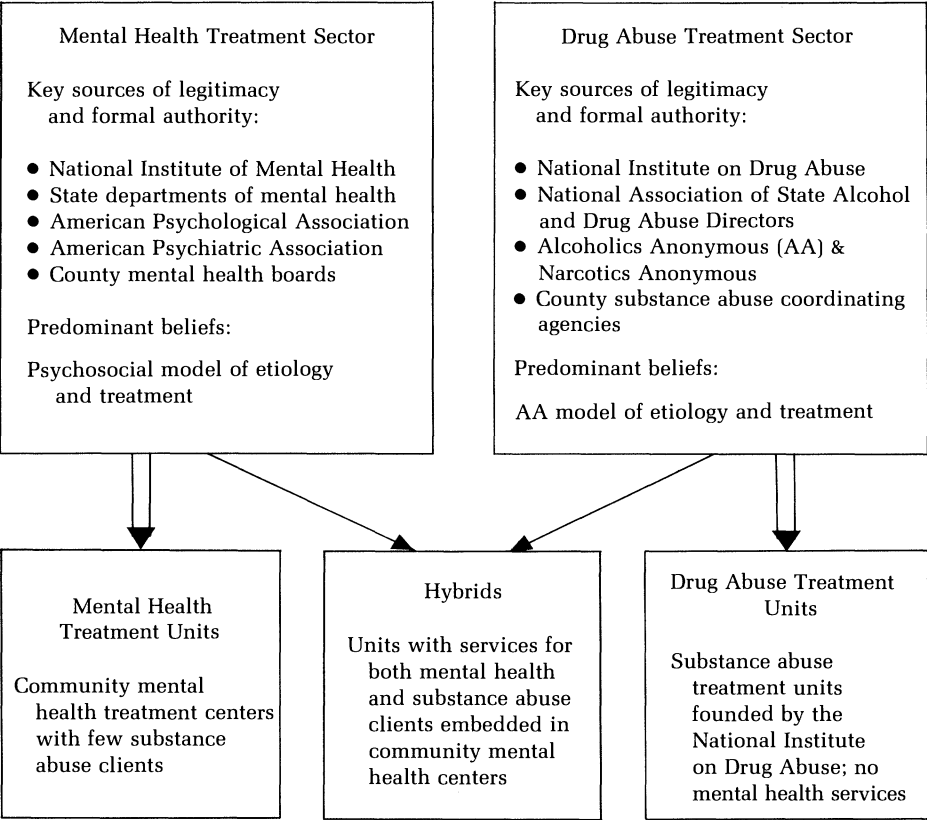 Mental Health Treatment Sector
Key sources of legitimacy
and formal authority:
● National Institute of Mental Health
● State departments of mental health
● American Psychological Association
● American Psychiatric Association
● County mental health boards
Predominant beliefs:
Psychosocial model of etiology
and treatment
Drug Abuse Treatment Sector
Key sources of legitimacy
and formal authority:
● National Institute on Drug Abuse
● National Association of State Alcohol
and Drug Abuse Directors
● Alcoholics Anonymous (AA) &
Narcotics Anonymous
● County substance abuse coordinating
agencies
Predominant beliefs:
AA model of etiology and treatment
Mental Health
Treatment Units
Community mental
health treatment centers
with few substance
abuse clients
Hybrids
Units with services for
both mental health
and substance abuse
clients embedded in
community mental
health centers
Drug Abuse Treatment
Units
Substance abuse
treatment units
founded by the
National Institute
on Drug Abuse; no
mental health services